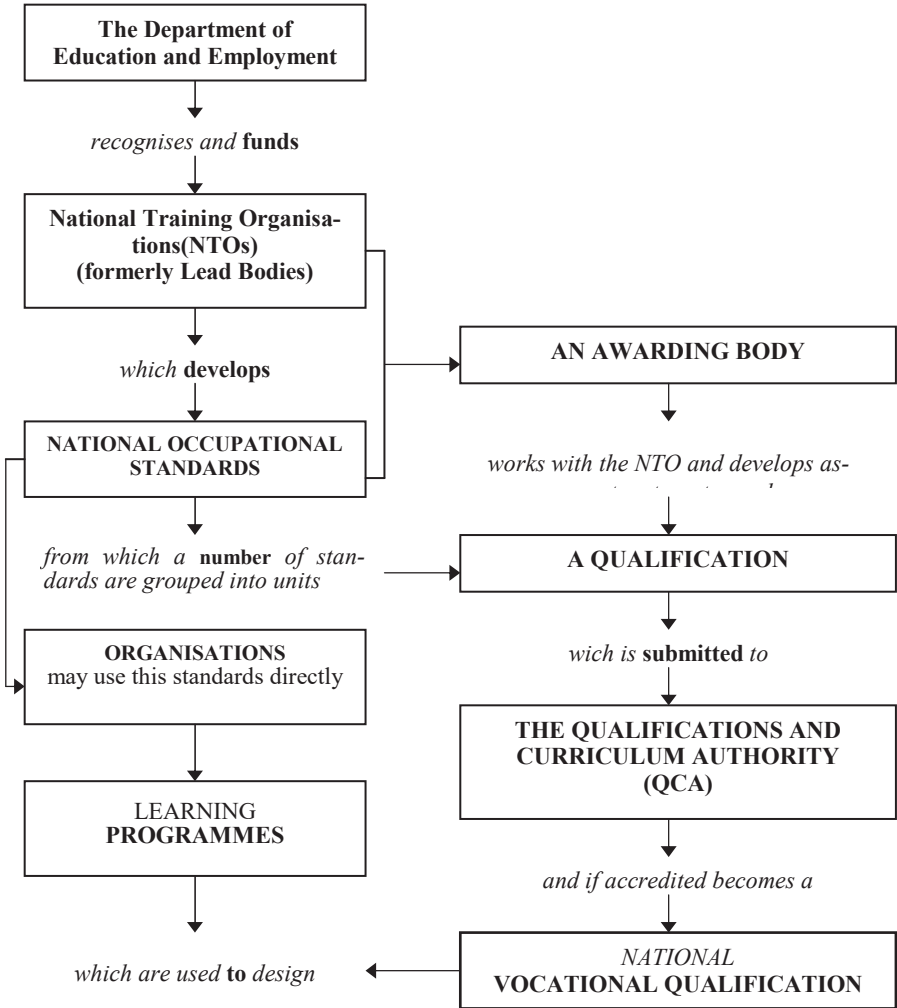 The Department of
Education and Employment
recognises and funds
National Training Organisa-
tions(NTOs)
(formerly Lead Bodies)
which develops
NATIONAL OCCUPATIONAL
STANDARDS
from which a number of stan-
dards are grouped into units
ORGANISATIONS
may use this standards directly
LEARNING
PROGRAMMES
which are used to design
AN AWARDING BODY
works with the NTO and develops as-
A QUALIFICATION
wich is submitted to
THE QUALIFICATIONS AND
CURRICULUM AUTHORITY
(QCA)
and if accredited becomes a
NATIONAL
VOCATIONAL QUALIFICATION